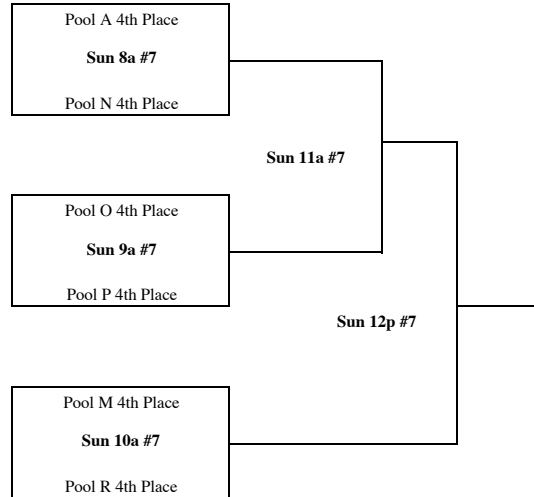 Pool A 4th Place
Sun 8a #7
Pool N 4th Place
Sun 11a #7
Pool O 4th Place
Sun 9a #7
Pool P 4th Place
Sun 12p #7
Pool M 4th Place
Sun 10a #7
Pool R 4th Place